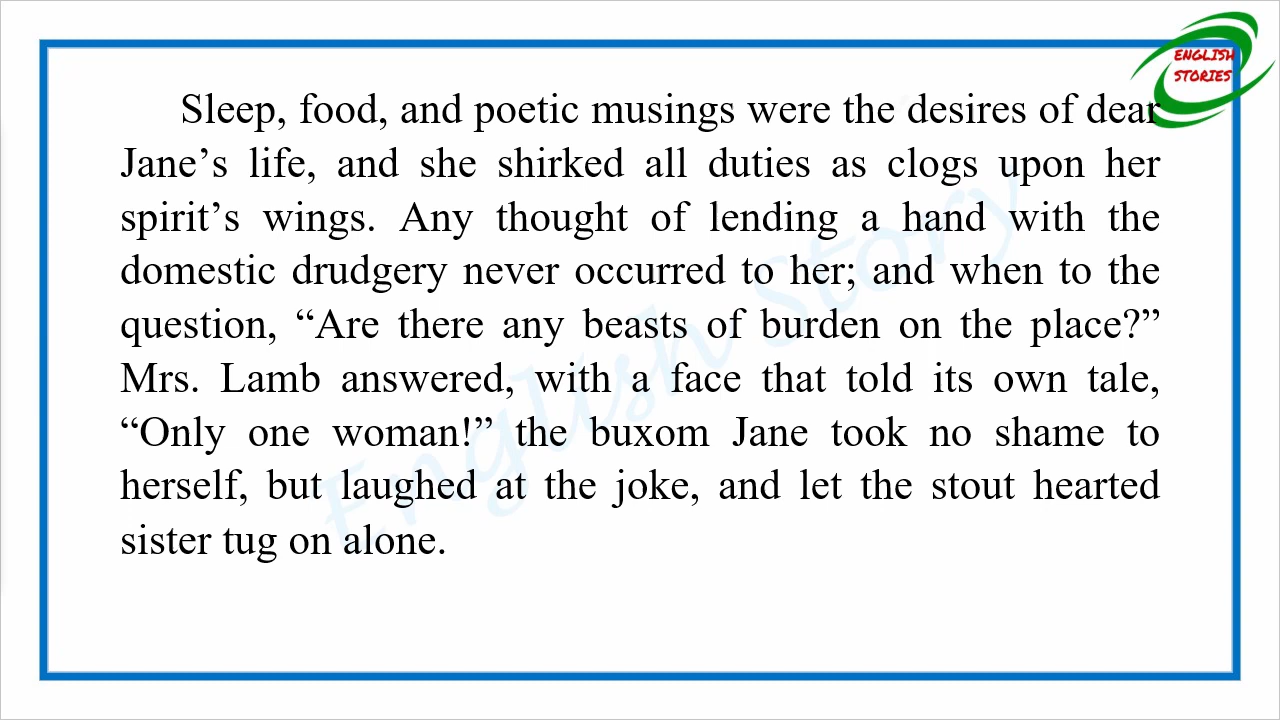 ENGLISH
STORIES
Sleep, food, and poetic musings were the desires of dear
Jane’s life, and she shirked all duties as clogs upon her
spirit’s wings. Any thought of lending a hand with the
domestic drudgery never occurred to her; and when to the
question, “Are there any beasts of burden on the place?”
Mrs. Lamb answered, with a face that told its own tale,
“Only one woman!” the buxom Jane took no shame to
herself, but laughed at the joke, and let the stout hearted
sister tug on alone.
English Story